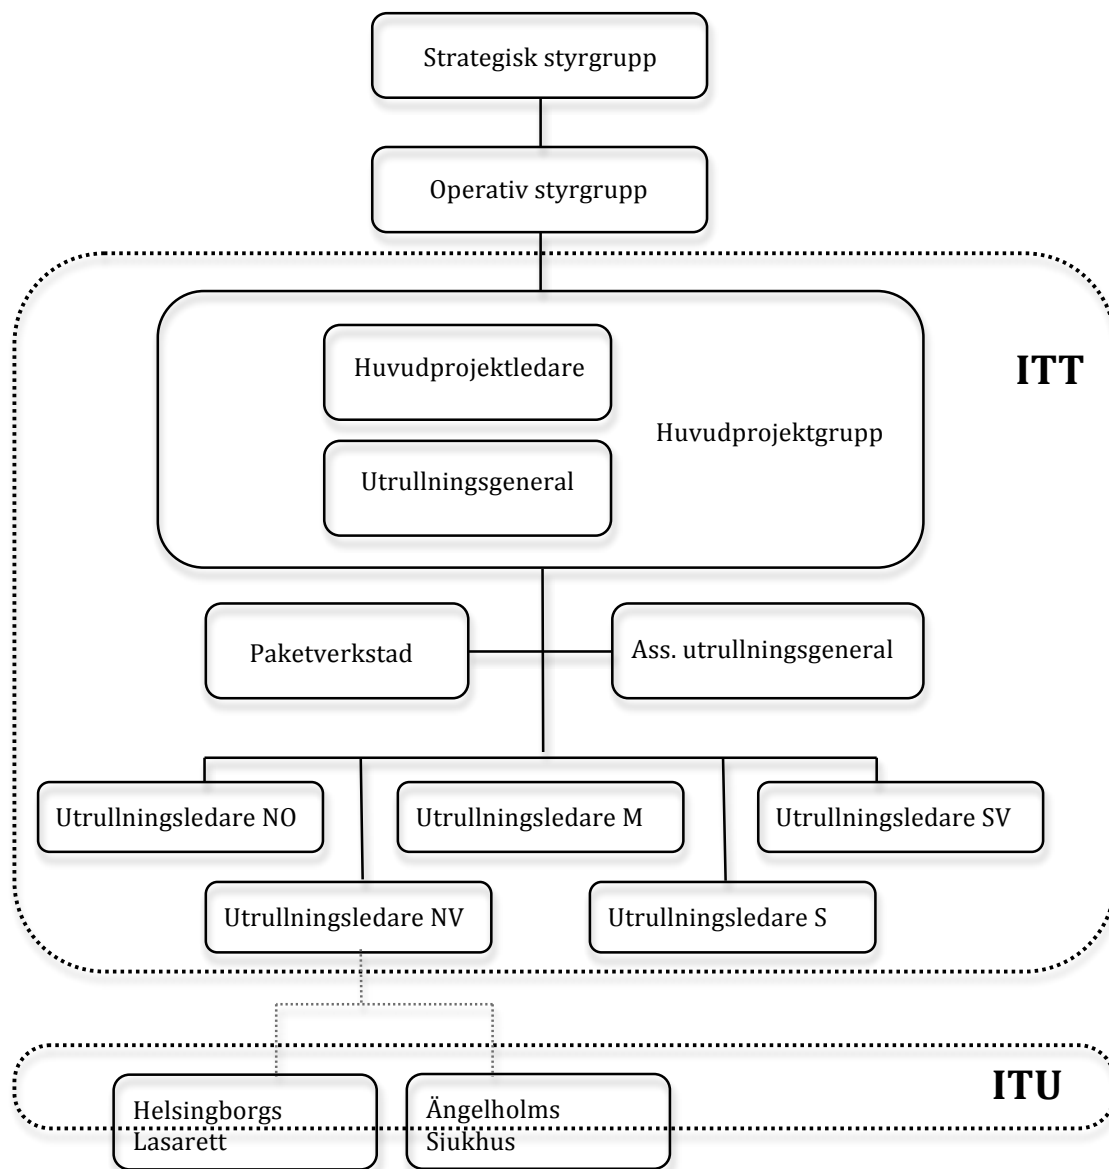 Strategisk styrgrupp
Operativ styrgrupp
ITT
Huvudprojektledare
Huvudprojektgrupp
Utrullningsgeneral
Paketverkstad
Ass. utrullningsgeneral
Utrullningsledare NO
Utrullningsledare M
Utrullningsledare SV
Utrullningsledare NV
Utrullningsledare S
ITU
Helsingborgs
Lasarett
Ängelholms
Sjukhus